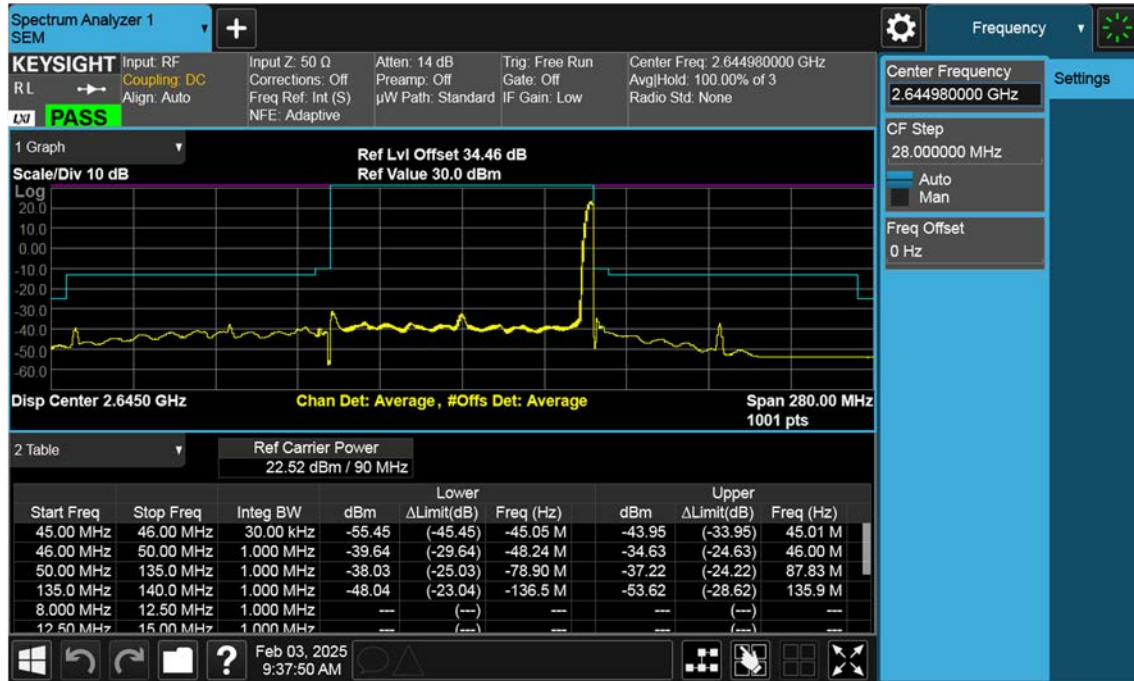 Spectrum Analyzer 1
SEM
Frequency
KEYSIGHT
R L
LXI PASS
Input: RF
Coupling: DC
Align: Auto
Input Z: 50 Ω
Corrections: Off
Freq Ref: Int (S)
NFE: Adaptive
Atten: 14 dB
Preamp: Off
µW Path: Standard
Trig: Free Run
Gate: Off
IF Gain: Low
Center Freq: 2.644980000 GHz
Avg|Hold: 100.00% of 3
Radio Std: None
Center Frequency
2.644980000 GHz
Settings
CF Step
28.000000 MHz
Auto
Man
Freq Offset
0 Hz
1 Graph
Scale/Div 10 dB
Ref Lvl Offset 34.46 dB
Ref Value 30.0 dBm
Log
20.0
10.0
0.00
-10.0
-20.0
-30.0
-40.0
-50.0
-60.0
Disp Center 2.6450 GHz
Chan Det: Average, #Offs Det: Average
Span 280.00 MHz
1001 pts
2 Table
Ref Carrier Power
22.52 dBm / 90 MHz
Lower Upper
Start Freq Stop Freq Integ BW dBm ΔLimit(dB) Freq (Hz) dBm ΔLimit(dB) Freq (Hz)
45.00 MHz 46.00 MHz 30.00 kHz -55.45 (-45.45) -45.05 M -43.95 (-33.95) 45.01 M
46.00 MHz 50.00 MHz 1.000 MHz -39.64 (-29.64) -48.24 M -34.63 (-24.63) 46.00 M
50.00 MHz 135.0 MHz 1.000 MHz -38.03 (-25.03) -78.90 M -37.22 (-24.22) 87.83 M
135.0 MHz 140.0 MHz 1.000 MHz -48.04 (-23.04) -136.5 M -53.62 (-28.62) 135.9 M
8.000 MHz 12.50 MHz 1.000 MHz --- (---) --- --- (---) ---
12.50 MHz 15.00 MHz 1.000 MHz --- (---) --- --- (---) ---
?
Feb 03, 2025
9:37:50 AM